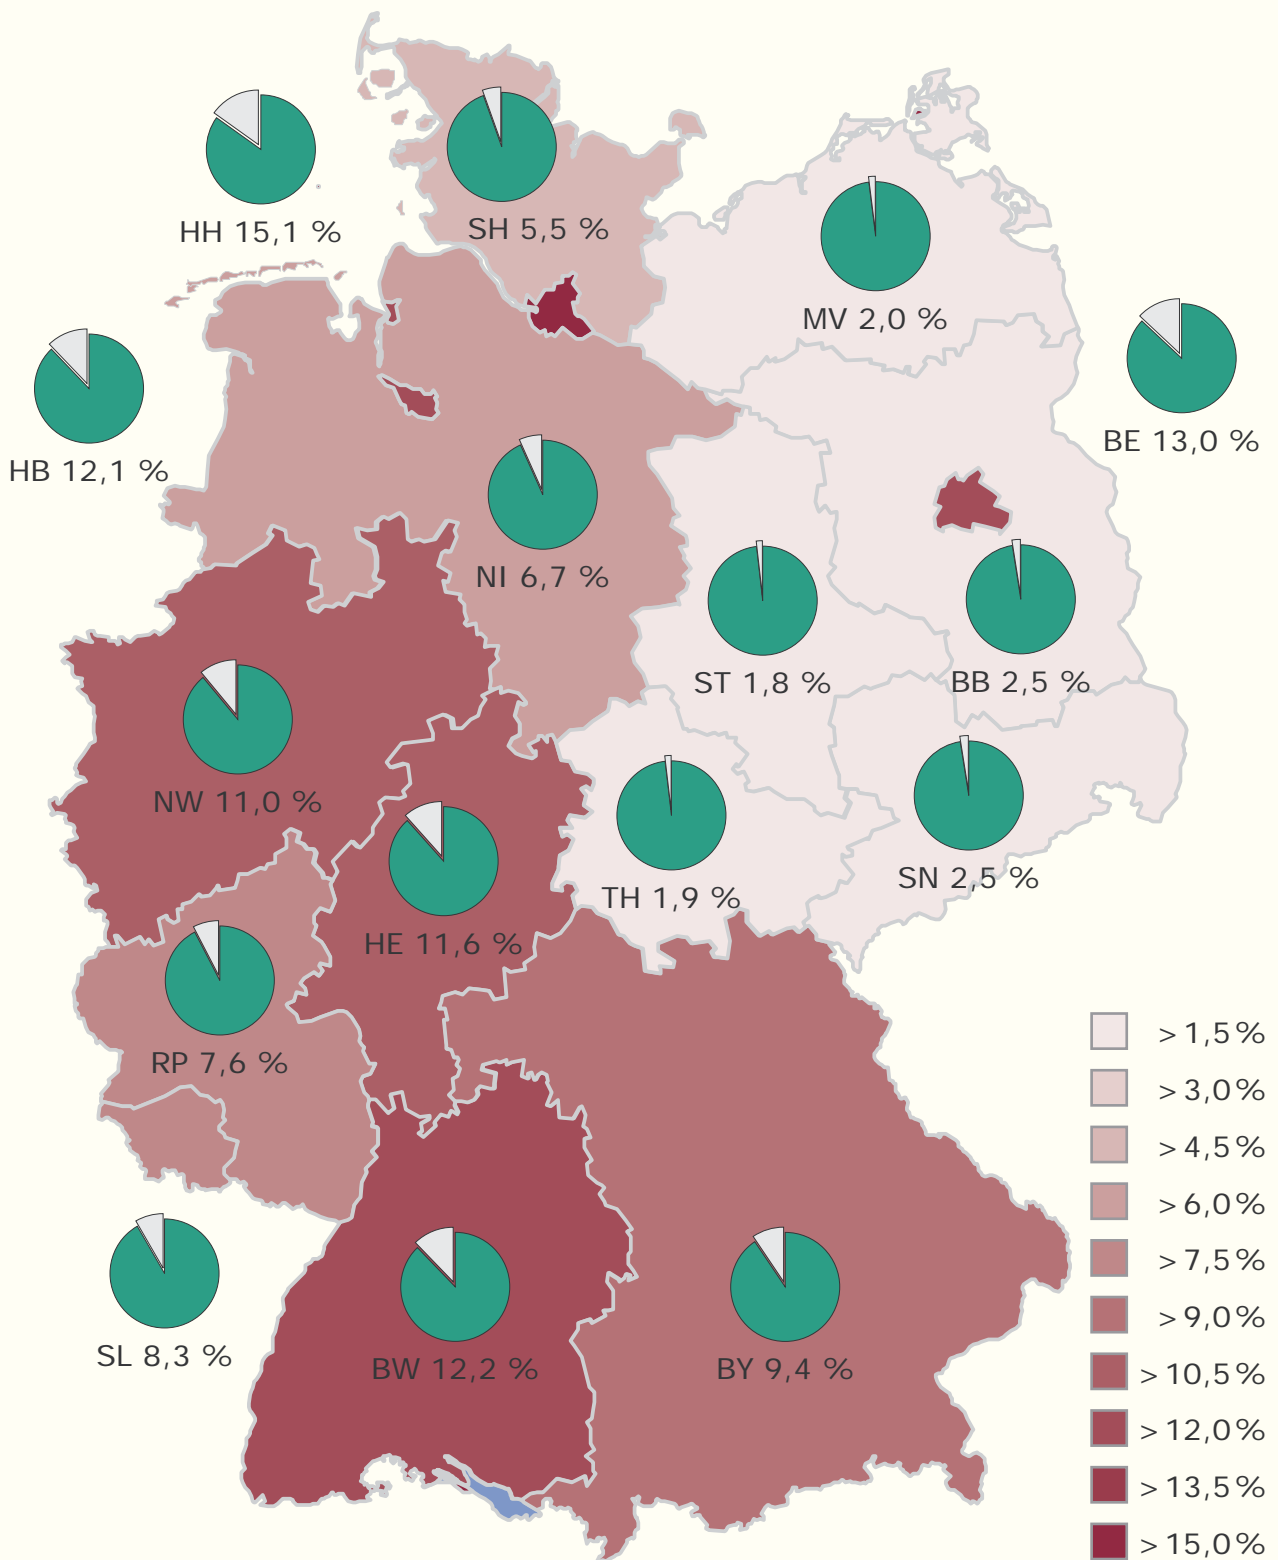 HH 15,1 %
SH 5,5 %
MV 2,0 %
BE 13,0 %
HB 12,1 %
NI 6,7 %
ST 1,8 %
BB 2,5 %
NW 11,0 %
TH 1,9 %
SN 2,5 %
HE 11,6 %
RP 7,6 %
SL 8,3 %
BW 12,2 %
BY 9,4 %
> 1,5 %
> 3,0 %
> 4,5 %
> 6,0 %
> 7,5 %
> 9,0 %
> 10,5 %
> 12,0 %
> 13,5 %
> 15,0 %